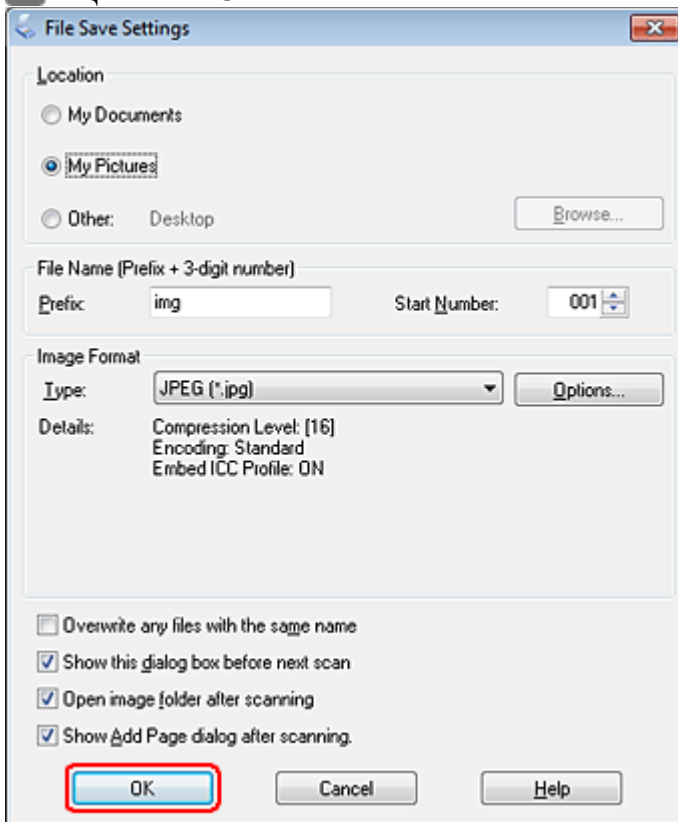 File Save Settings
Location
My Documents
My Pictures
Other: Desktop Browse...
File Name (Prefix + 3-digit number)
Prefix: img Start Number: 001
Image Format
Type: JPEG (*.jpg) Options...
Details: Compression Level: [16]
Encoding: Standard
Embed ICC Profile: ON
Overwrite any files with the same name
Show this dialog box before next scan
Open image folder after scanning
Show Add Page dialog after scanning.
OK Cancel Help